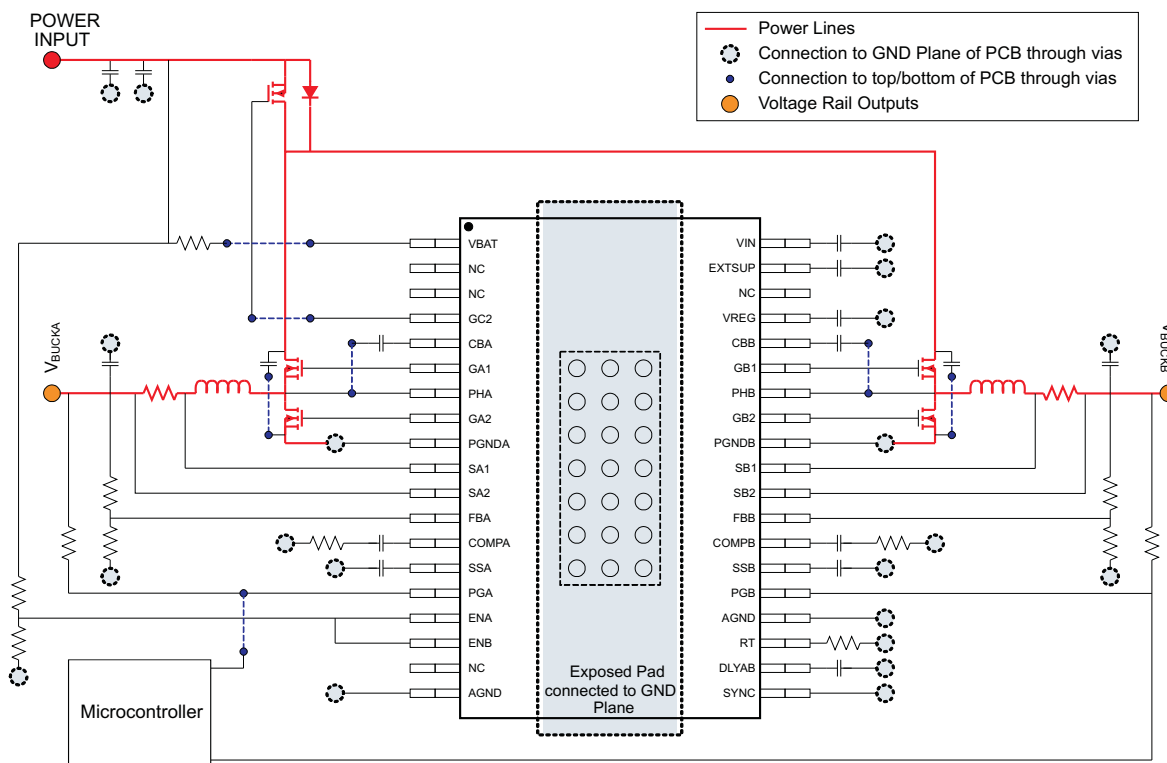 POWER
INPUT
Power Lines
Connection to GND Plane of PCB through vias
Connection to top/bottom of PCB through vias
Voltage Rail Outputs
VBUCKA
VBUCKB
VBAT
NC
NC
GC2
CBA
GA1
PHA
GA2
PGNDA
SA1
SA2
FBA
COMPA
SSA
PGA
ENA
ENB
NC
AGND
VIN
EXTSUP
NC
VREG
CBB
GB1
PHB
GB2
PGNDB
SB1
SB2
FBB
COMPB
SSB
PGB
AGND
RT
DLYAB
SYNC
Exposed Pad
connected to GND
Plane
Microcontroller